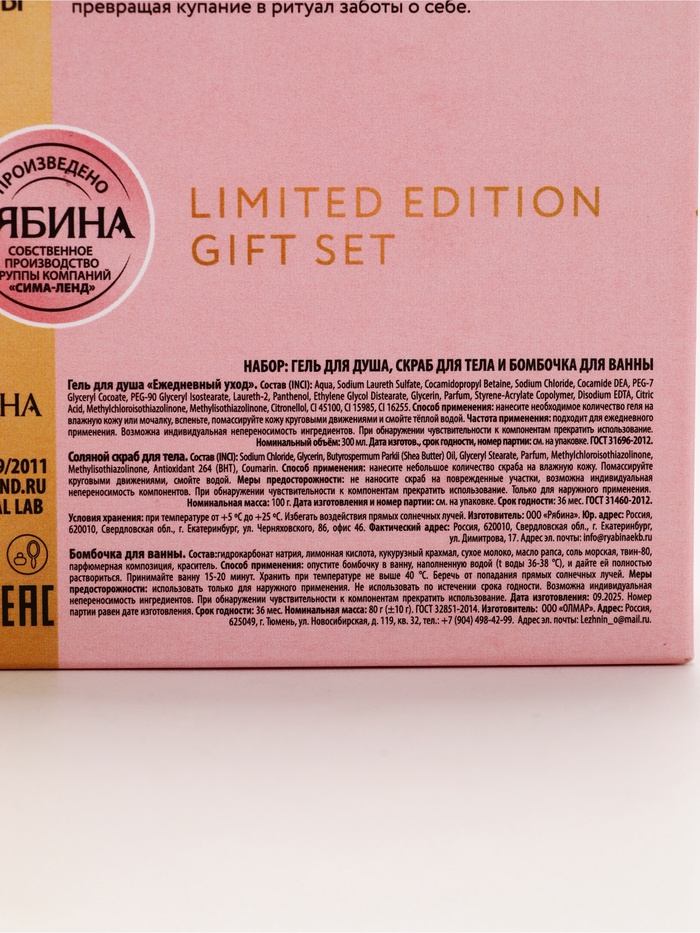 Ы
превращая купание в ритуал заботы о себе.
ПРОИЗВЕДЕНО
ЯБИНА
СОБСТВЕННОЕ
ПРОИЗВОДСТВО
РУППЫ КОМПАНИЙ
«СИМА-ЛЕНД»
LIMITED EDITION
GIFT SET
НА
9/2011
ND.RU
AL LAB
EAC
НАБОР: ГЕЛЬ ДЛЯ ДУША, СКРАБ ДЛЯ ТЕЛА И БОМБОЧКА ДЛЯ ВАННЫ
Гель для душа «Ежедневный уход». Состав (INCI): Aqua, Sodium Laureth Sulfate, Cocamidopropyl Betaine, Sodium Chloride, Cocamide DEA, PEG-7
Glyceryl Cocoate, PEG-90 Glyceryl Isostearate, Laureth-2, Panthenol, Ethylene Glycol Distearate, Glycerin, Parfum, Styrene-Acrylate Copolymer, Disodium EDTA, Citric
Acid, Methylchloroisothiazolinone, Methylisothiazolinone, Citronellol, CI 45100, CI 15985, CI 16255. Способ применения: нанесите необходимое количество геля на
влажную кожу или мочалку, вспеньте, помассируйте кожу круговыми движениями и смойте тёплой водой. Частота применения: подходит для ежедневного
применения. Возможна индивидуальная непереносимость ингредиентов. При обнаружении чувствительности к компонентам прекратить использование.
Номинальный объём: 300 мл. Дата изготов., срок годности, номер партии: см. на упаковке. ГОСТ 31696-2012.
Соляной скраб для тела. Состав (INCI): Sodium Chloride, Glycerin, Butyrospermum Parkii (Shea Butter) Oil, Glyceryl Stearate, Parfum, Methylchloroisothiazolinone,
Methylisothiazolinone, Antioxidant 264 (BHT), Coumarin. Способ применения: нанесите небольшое количество скраба на влажную кожу. Помассируйте
круговыми движениями, смойте водой. Меры предосторожности: не наносить скраб на поврежденные участки, возможна индивидуальная
непереносимость компонентов. При обнаружении чувствительности к компонентам прекратить использование. Только для наружного применения.
Номинальная масса: 100 г. Дата изготовления и номер партии: см. на упаковке. Срок годности: 36 мес. ГОСТ 31460-2012.
Условия хранения: при температуре от +5 ºС до +25 ºС. Избегать воздействия прямых солнечных лучей. Изготовитель: ООО «Рябина». Юр. адрес: Россия,
620010, Свердловская обл., г. Екатеринбург, ул. Черняховского, 86, офис 46. Фактический адрес: Россия, 620010, Свердловская обл., г. Екатеринбург,
ул. Димитрова, 17. Адрес эл. почты: info@ryabinaekb.ru
Бомбочка для ванны. Состав:гидрокарбонат натрия, лимонная кислота, кукурузный крахмал, сухое молоко, масло рапса, соль морская, твин-80,
парфюмерная композиция, краситель. Способ применения: опустите бомбочку в ванну, наполненную водой (t воды 36-38 °С), и дайте ей полностью
раствориться. Принимайте ванну 15-20 минут. Хранить при температуре не выше 40 °С. Беречь от попадания прямых солнечных лучей. Меры
предосторожности: использовать только для наружного применения. Не использовать по истечении срока годности. Возможна индивидуальная
непереносимость ингредиентов. При обнаружении чувствительности к компонентам прекратить использование. Дата изготовления: 09.2025. Номер
партии равен дате изготовления. Срок годности: 36 мес. Номинальная масса: 80 г (±10 г). ГОСТ 32851-2014. Изготовитель: ООО «ОЛМАР». Адрес: Россия,
625049, г. Тюмень, ул. Новосибирская, д. 119, кв. 32, тел.: +7 (904) 498-42-99. Адрес эл. почты: Lezhnin_o@mail.ru.